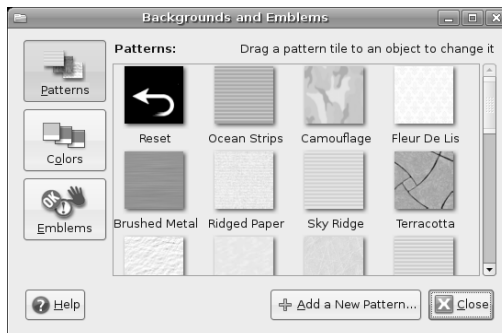 Backgrounds and Emblems
Patterns: Drag a pattern tile to an object to change it
Patterns
Reset Ocean Strips Camouflage Fleur De Lis
Colors
Brushed Metal Ridged Paper Sky Ridge Terracotta
OK !
Emblems
Help Add a New Pattern... Close